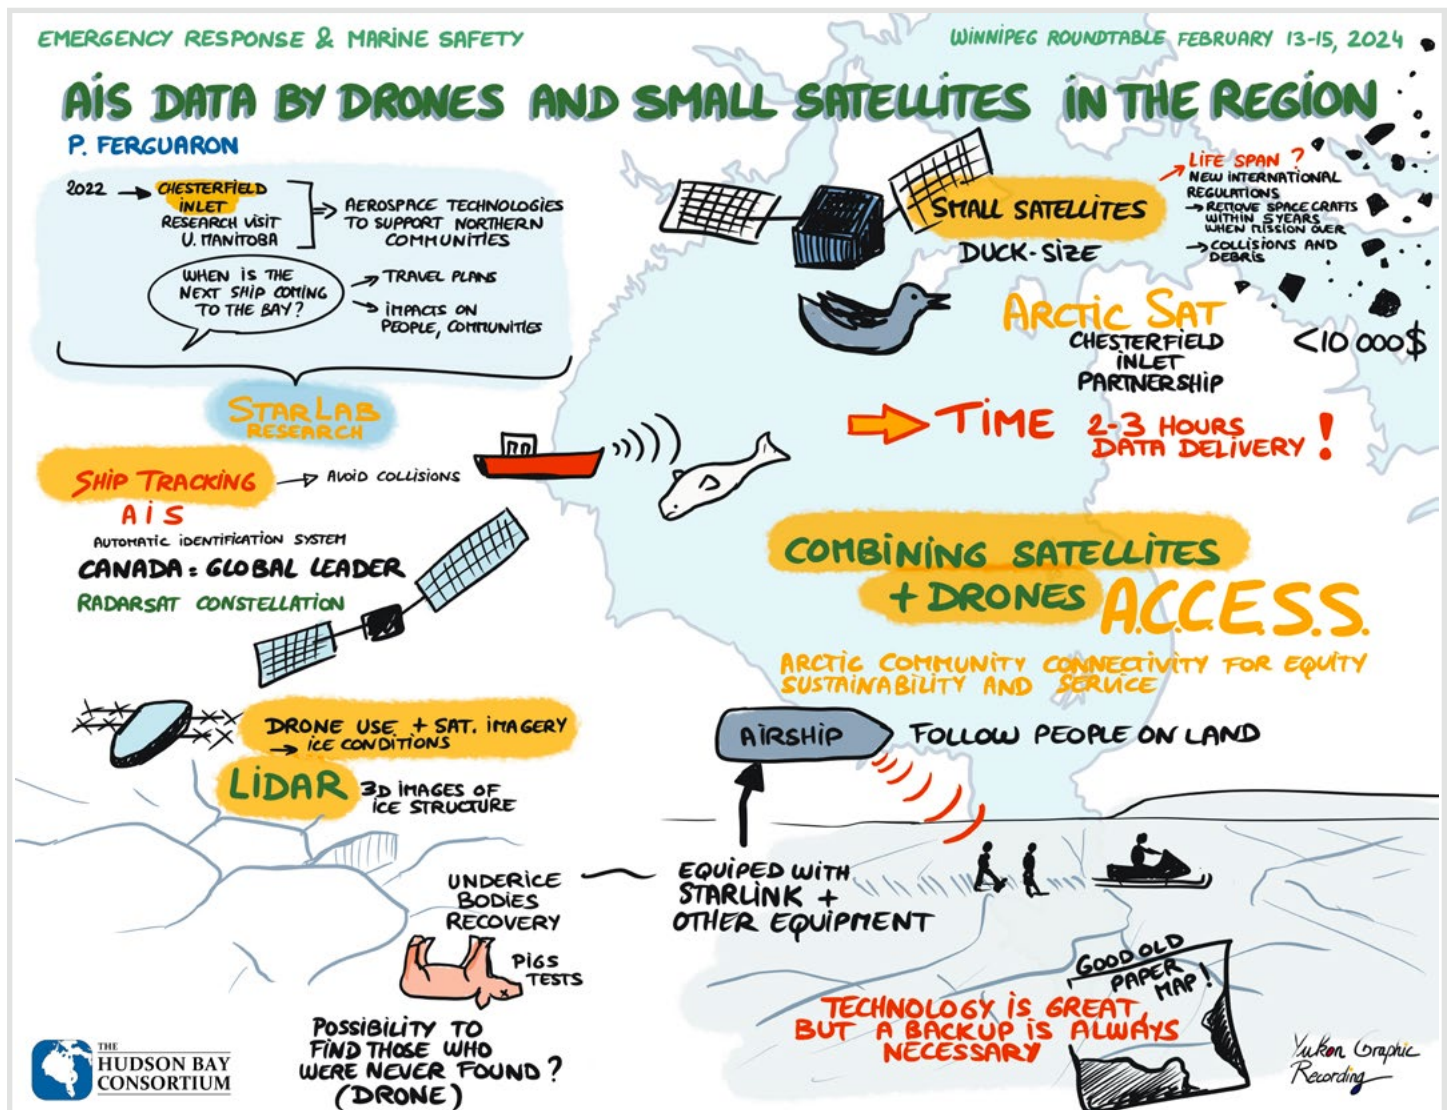 EMERGENCY RESPONSE & MARINE SAFETY
WINNIPEG ROUNDTABLE FEBRUARY 13-15, 2024
AIS DATA BY DRONES AND SMALL SATELLITES IN THE REGION
P. FERGUARON
2022
CHESTERFIELD
INLET
RESEARCH VISIT
U. MANITOBA
AEROSPACE TECHNOLOGIES
TO SUPPORT NORTHERN
COMMUNITIES
WHEN IS THE
NEXT SHIP COMING
TO THE BAY?
TRAVEL PLANS
IMPACTS ON
PEOPLE, COMMUNITIES
STARLAB
RESEARCH
SHIP TRACKING
AVOID COLLISIONS
AIS
AUTOMATIC IDENTIFICATION SYSTEM
CANADA = GLOBAL LEADER
RADARSAT CONSTELLATION
DRONE USE + SAT. IMAGERY
→ ICE CONDITIONS
LIDAR
3D IMAGES OF
ICE STRUCTURE
UNDERICE
BODIES
RECOVERY
PIGS
TESTS
POSSIBILITY TO
FIND THOSE WHO
WERE NEVER FOUND?
(DRONE)
THE
HUDSON BAY
CONSORTIUM
SMALL SATELLITES
DUCK-SIZE
LIFE SPAN ?
NEW INTERNATIONAL
REGULATIONS
→ REMOVE SPACE CRAFTS
WITHIN 5 YEARS
WHEN MISSION OVER
→ COLLISIONS AND
DEBRIS
ARCTIC SAT
CHESTERFIELD
INLET
PARTNERSHIP
<10 000$
TIME
2-3 HOURS
DATA DELIVERY !
COMBINING SATELLITES
+ DRONES
A.C.C.E.S.S.
ARCTIC COMMUNITY CONNECTIVITY FOR EQUITY
SUSTAINABILITY AND SERVICE
AIRSHIP
FOLLOW PEOPLE ON LAND
EQUIPED WITH
STARLINK +
OTHER EQUIPMENT
GOOD OLD
PAPER
MAP!
TECHNOLOGY IS GREAT,
BUT A BACKUP IS ALWAYS
NECESSARY
Yukon Graphic
Recording